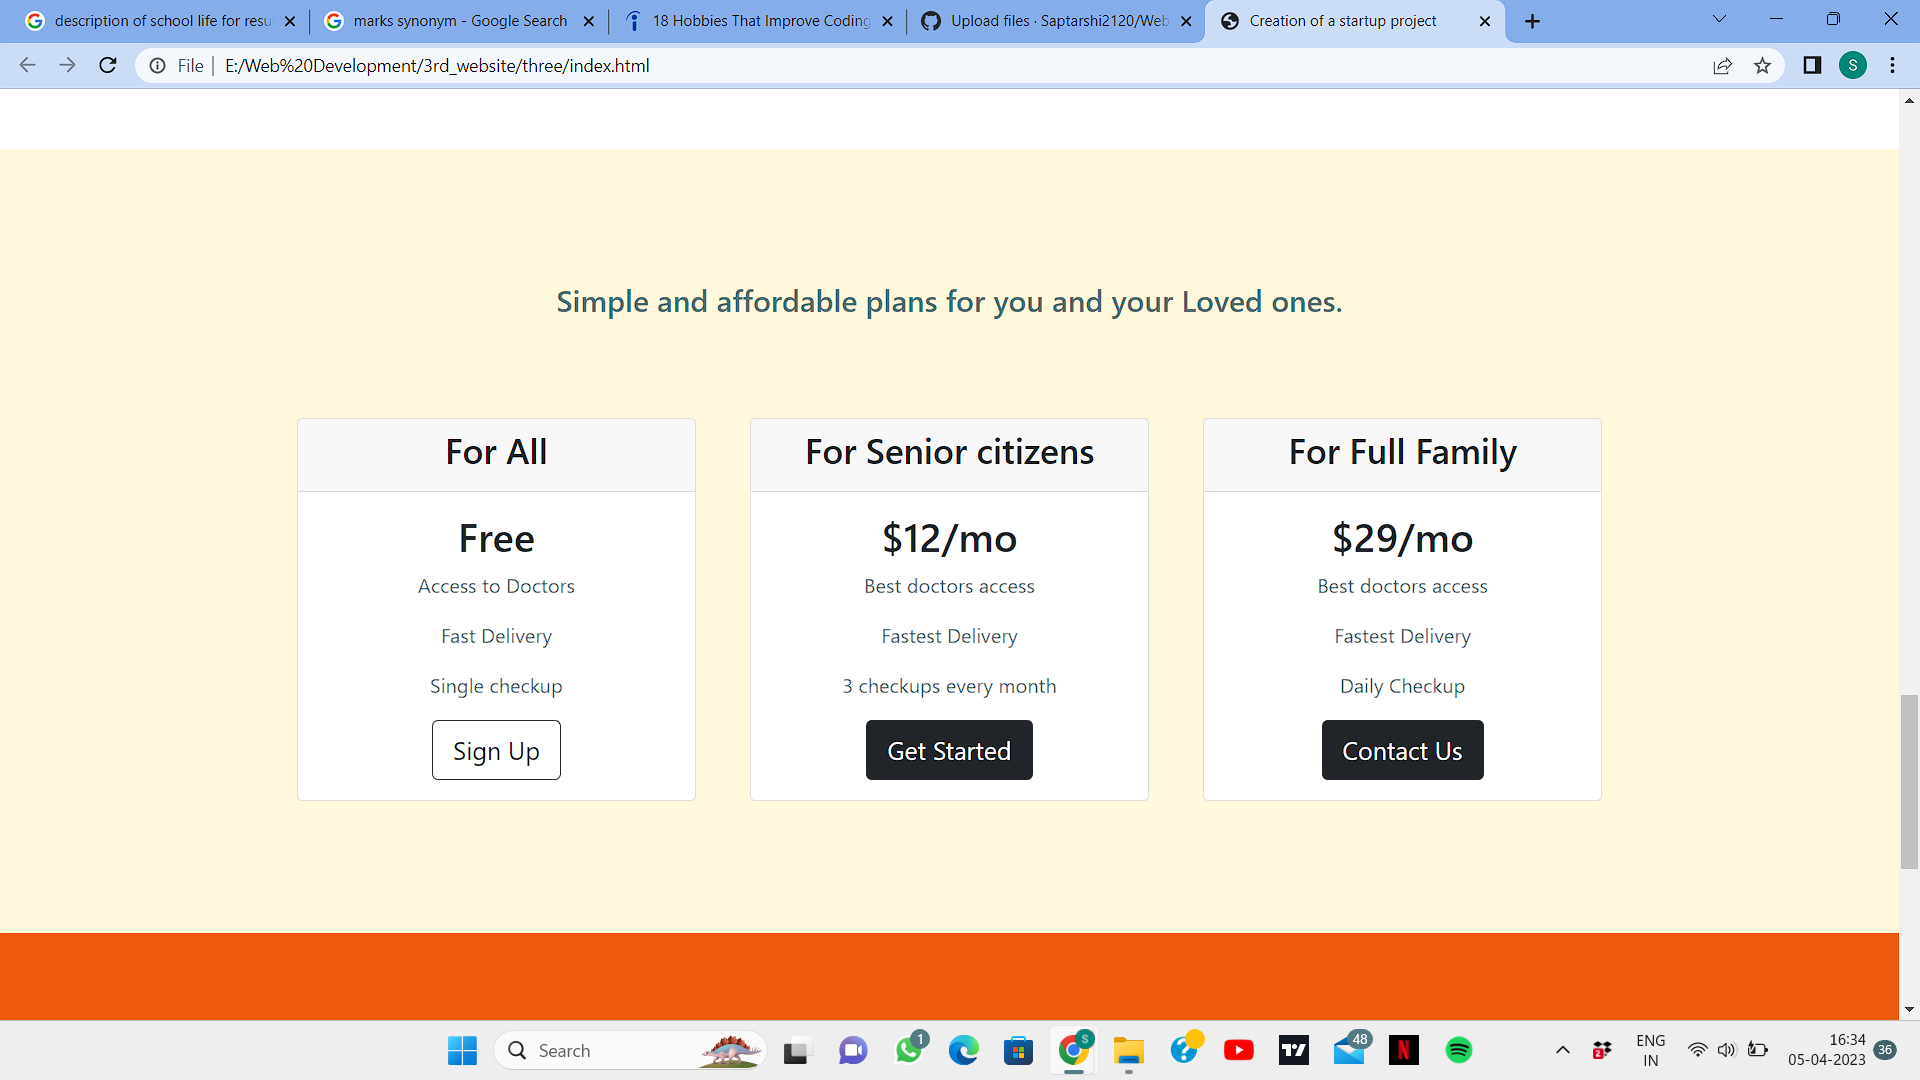 description of school life for resu
marks synonym - Google Search
18 Hobbies That Improve Coding
Upload files · Saptarshi2120/Web
Creation of a startup project
File | E:/Web%20Development/3rd_website/three/index.html
S
Simple and affordable plans for you and your Loved ones.
For All
Free
Access to Doctors
Fast Delivery
Single checkup
Sign Up
For Senior citizens
$12/mo
Best doctors access
Fastest Delivery
3 checkups every month
Get Started
For Full Family
$29/mo
Best doctors access
Fastest Delivery
Daily Checkup
Contact Us
Search
1
S
48
2
ENG
IN
16:34
05-04-2023
36